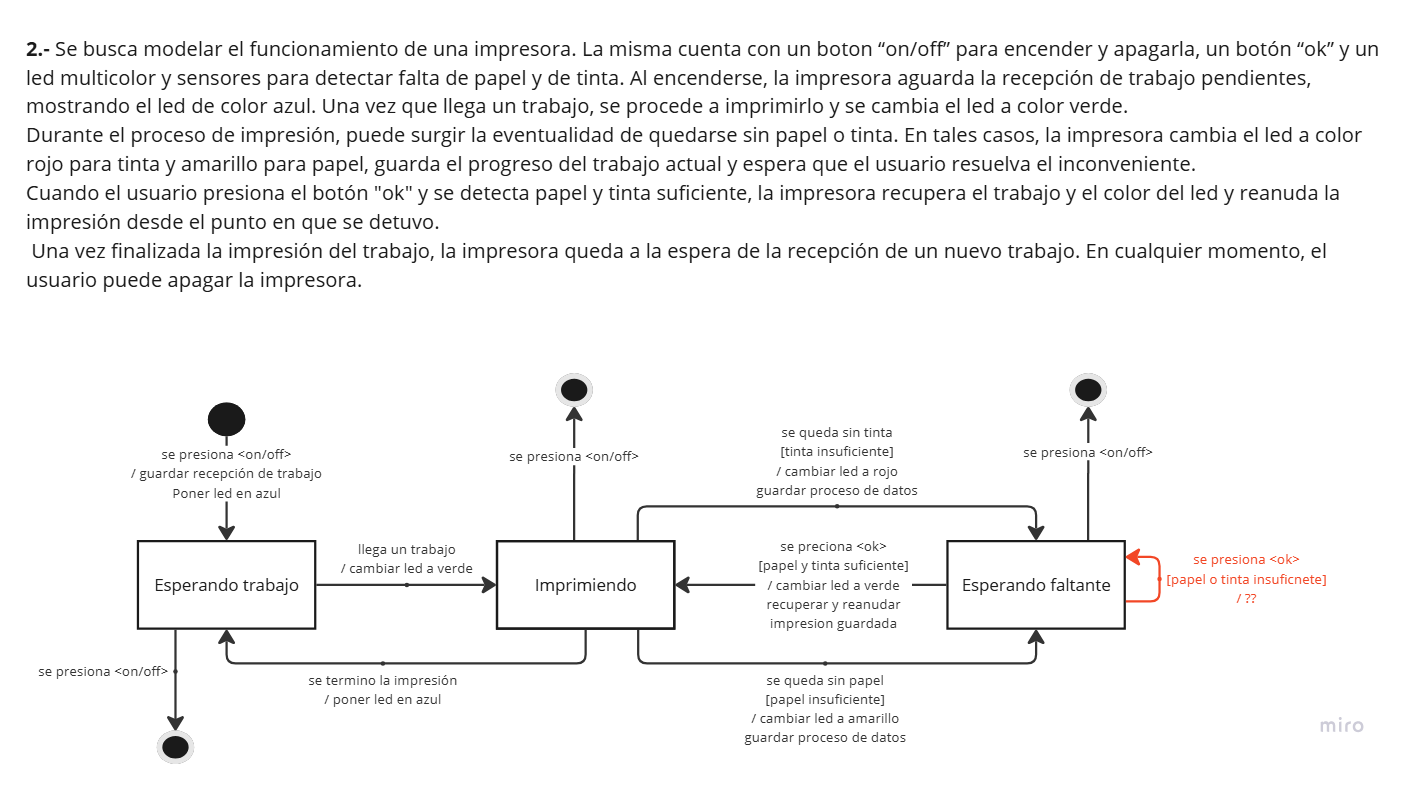 2.- Se busca modelar el funcionamiento de una impresora. La misma cuenta con un boton “on/off” para encender y apagarla, un botón “ok” y un
led multicolor y sensores para detectar falta de papel y de tinta. Al encenderse, la impresora aguarda la recepción de trabajo pendientes,
mostrando el led de color azul. Una vez que llega un trabajo, se procede a imprimirlo y se cambia el led a color verde.
Durante el proceso de impresión, puede surgir la eventualidad de quedarse sin papel o tinta. En tales casos, la impresora cambia el led a color
rojo para tinta y amarillo para papel, guarda el progreso del trabajo actual y espera que el usuario resuelva el inconveniente.
Cuando el usuario presiona el botón "ok" y se detecta papel y tinta suficiente, la impresora recupera el trabajo y el color del led y reanuda la
impresión desde el punto en que se detuvo.
Una vez finalizada la impresión del trabajo, la impresora queda a la espera de la recepción de un nuevo trabajo. En cualquier momento, el
usuario puede apagar la impresora.
se presiona <on/off>
/ guardar recepción de trabajo
Poner led en azul
se presiona <on/off>
se queda sin tinta
[tinta insuficiente]
/ cambiar led a rojo
guardar proceso de datos
se presiona <on/off>
Esperando trabajo
llega un trabajo
/ cambiar led a verde
Imprimiendo
se preciona <ok>
[papel y tinta suficiente]
/ cambiar led a verde
recuperar y reanudar
impresion guardada
Esperando faltante
se presiona <ok>
[papel o tinta insuficnete]
/ ??
se presiona <on/off>
se termino la impresión
/ poner led en azul
se queda sin papel
[papel insuficiente]
/ cambiar led a amarillo
guardar proceso de datos
miro